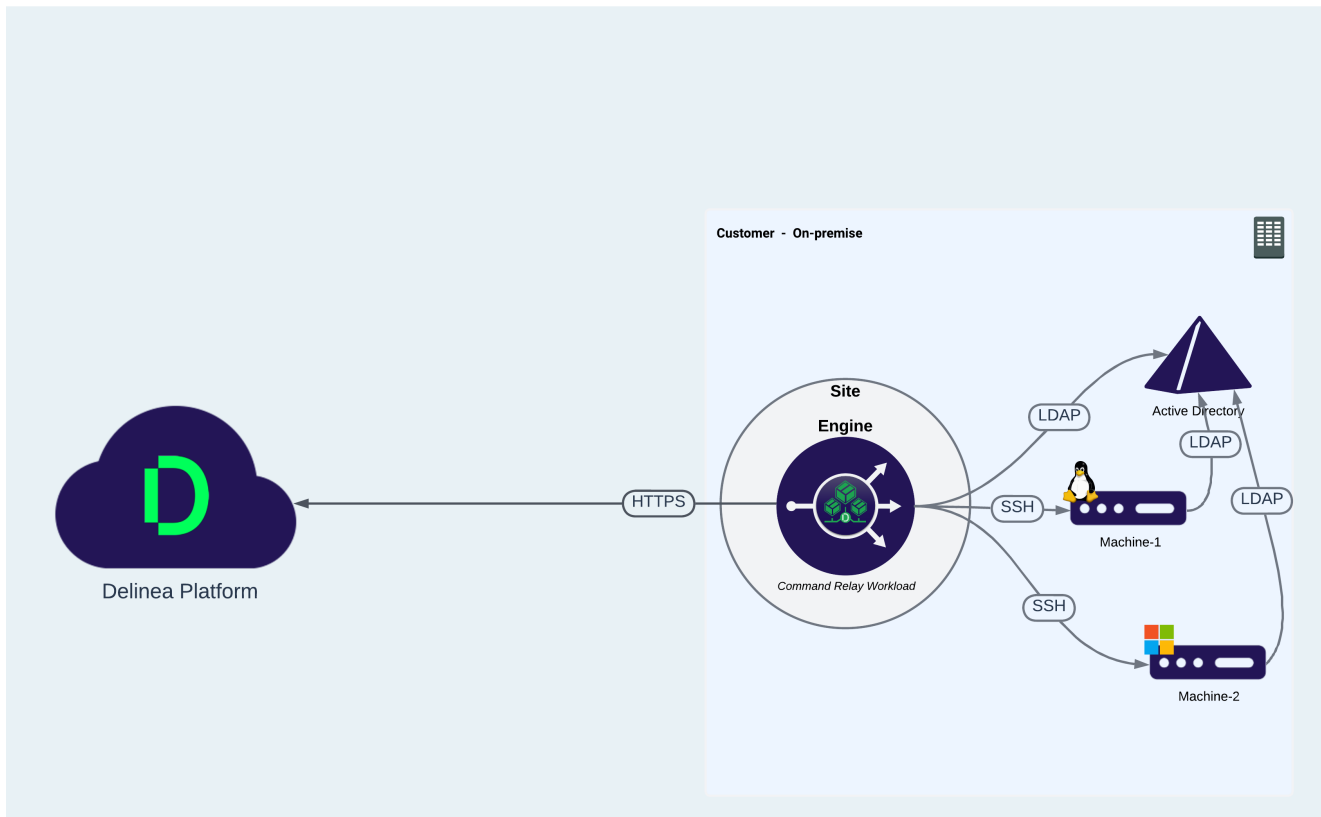 Customer - On-premise
Site
Engine
LDAP
Active Directory
LDAP
LDAP
HTTPS
SSH
SSH
Machine-1
Command Relay Workload
Delinea Platform
Machine-2